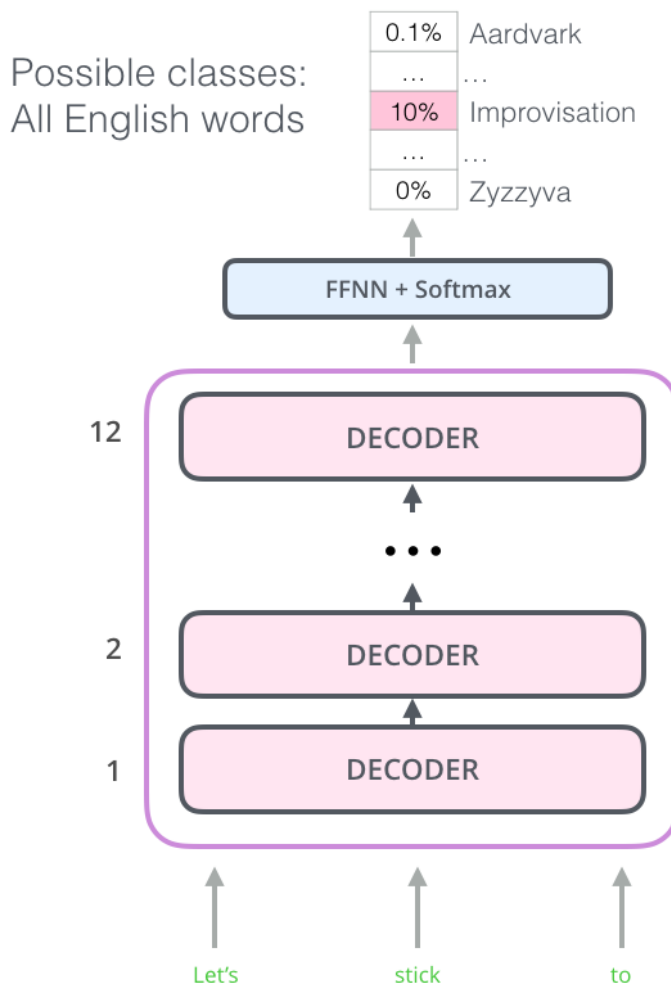 0.1% Aardvark
Possible classes:
... ...
All English words
10% Improvisation
... ...
0% Zyzzyva
FFNN + Softmax
12 DECODER
...
2 DECODER
1 DECODER
Let's stick to